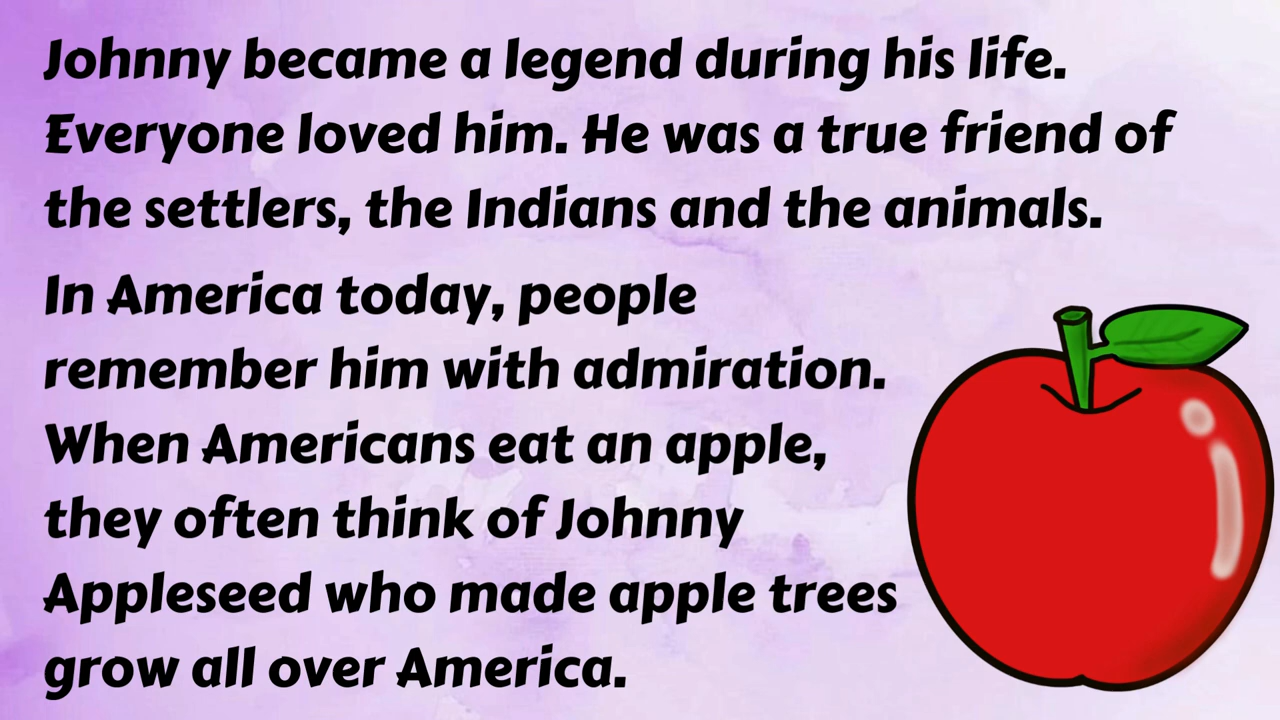 Johnny became a legend during his life.
Everyone loved him. He was a true friend of
the settlers, the Indians and the animals.
In America today, people
remember him with admiration.
When Americans eat an apple,
they often think of Johnny
Appleseed who made apple trees
grow all over America.